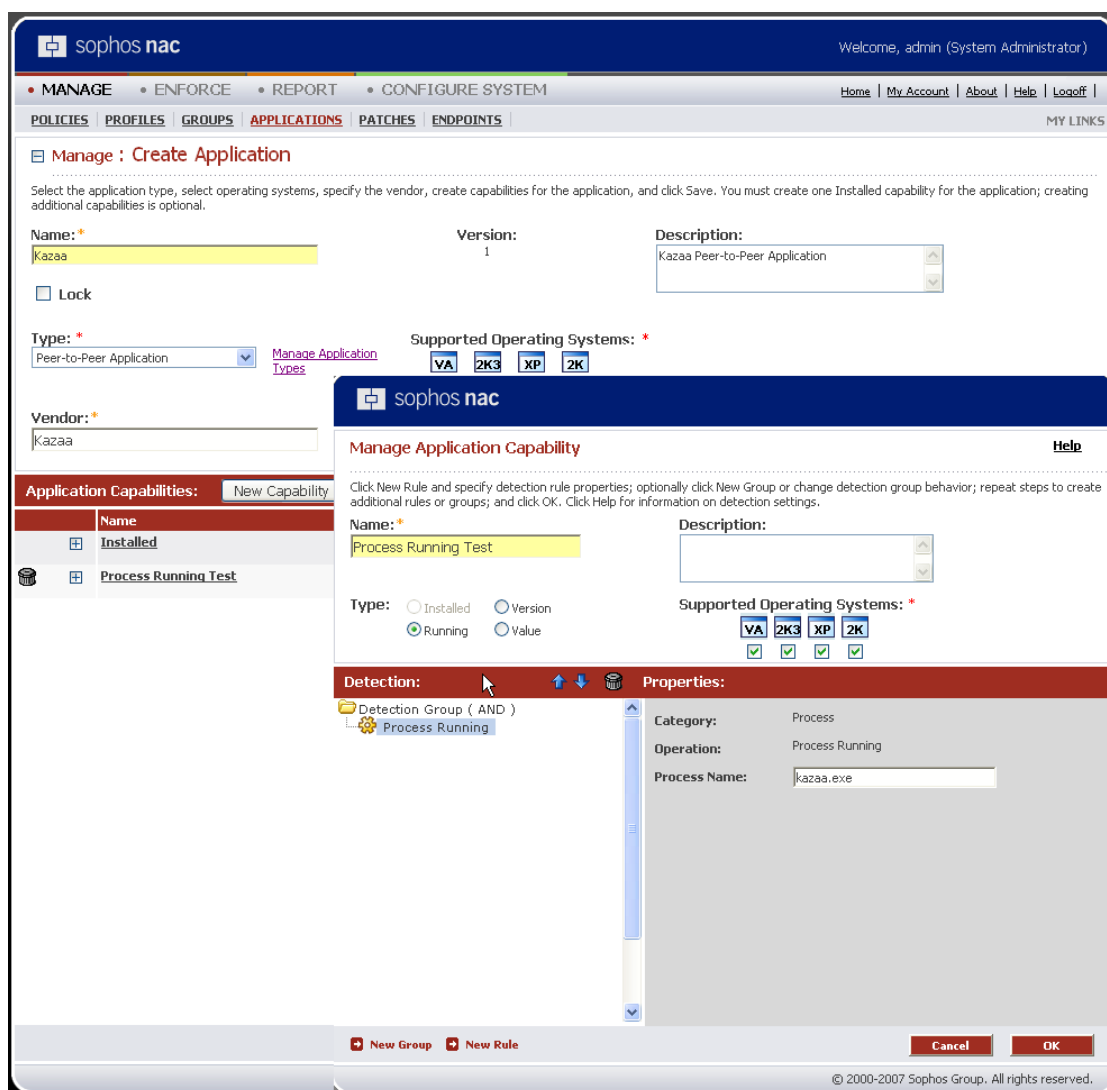 sophos nac
Welcome, admin (System Administrator)
• MANAGE • ENFORCE • REPORT • CONFIGURE SYSTEM
Home | My Account | About | Help | Logoff |
POLICIES | PROFILES | GROUPS | APPLICATIONS | PATCHES | ENDPOINTS |
MY LINKS
Manage : Create Application
Select the application type, select operating systems, specify the vendor, create capabilities for the application, and click Save. You must create one Installed capability for the application; creating
additional capabilities is optional.
Name:*
Version:
Description:
Kazaa
1
Kazaa Peer-to-Peer Application
Lock
Type: *
Supported Operating Systems: *
Peer-to-Peer Application
Manage Application
Types
VA 2K3 XP 2K
Vendor:*
Kazaa
Application Capabilities:
New Capability
Name
Installed
Process Running Test
sophos nac
Manage Application Capability
Help
Click New Rule and specify detection rule properties; optionally click New Group or change detection group behavior; repeat steps to create
additional rules or groups; and click OK. Click Help for information on detection settings.
Name:*
Description:
Process Running Test
Type:
Installed
Version
Running
Value
Supported Operating Systems: *
VA 2K3 XP 2K
Detection:
Properties:
Detection Group ( AND )
Process Running
Category:
Process
Operation:
Process Running
Process Name:
kazaa.exe
New Group
New Rule
Cancel
OK
© 2000-2007 Sophos Group. All rights reserved.